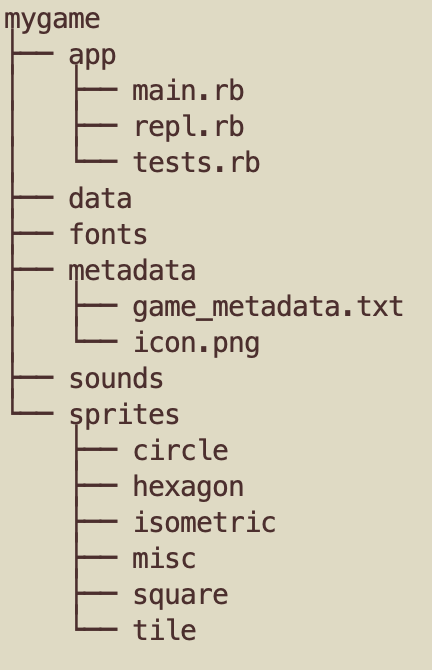 mygame
├── app
│   ├── main.rb
│   ├── repl.rb
│   └── tests.rb
├── data
├── fonts
├── metadata
│   ├── game_metadata.txt
│   └── icon.png
├── sounds
└── sprites
    ├── circle
    ├── hexagon
    ├── isometric
    ├── misc
    ├── square
    └── tile